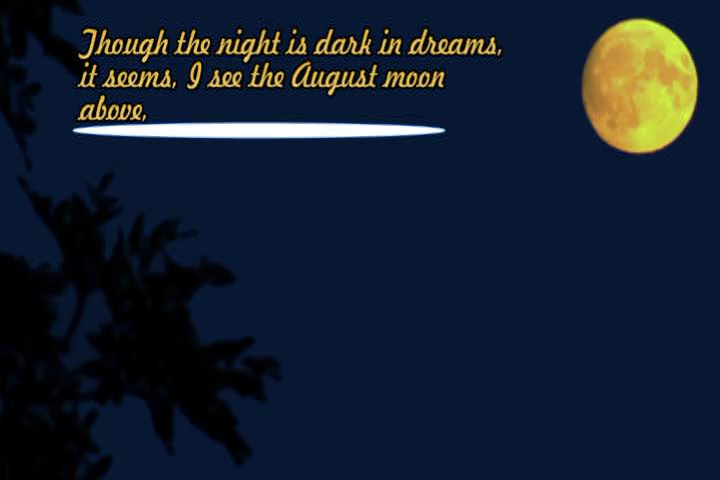 Though the night is dark in dreams,
it seems, I see the August moon
above,